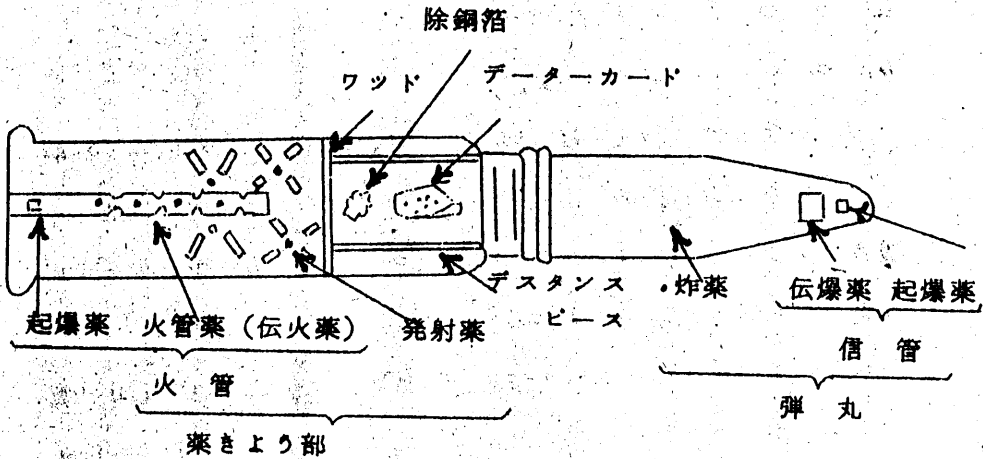 除銅箔
ワッド データーカード
デスタンス
ピース
炸薬
伝爆薬 起爆薬
起爆薬 火管薬(伝火薬) 発射薬
信管
火管
弾丸
薬きよう部